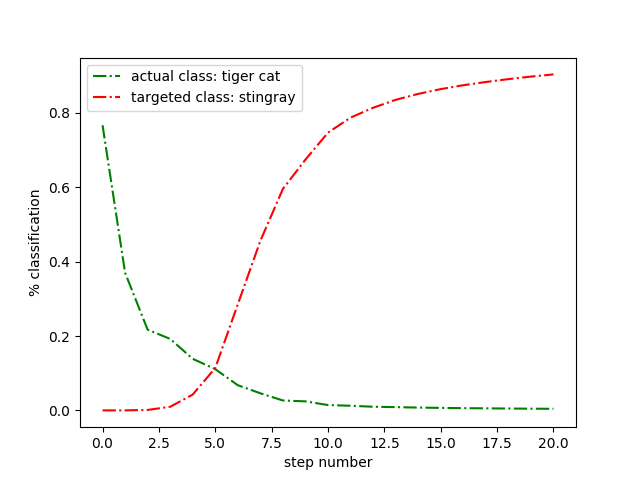 actual class: tiger cat
targeted class: stingray
% classification
0.8
0.6
0.4
0.2
0.0
0.0 2.5 5.0 7.5 10.0 12.5 15.0 17.5 20.0
step number